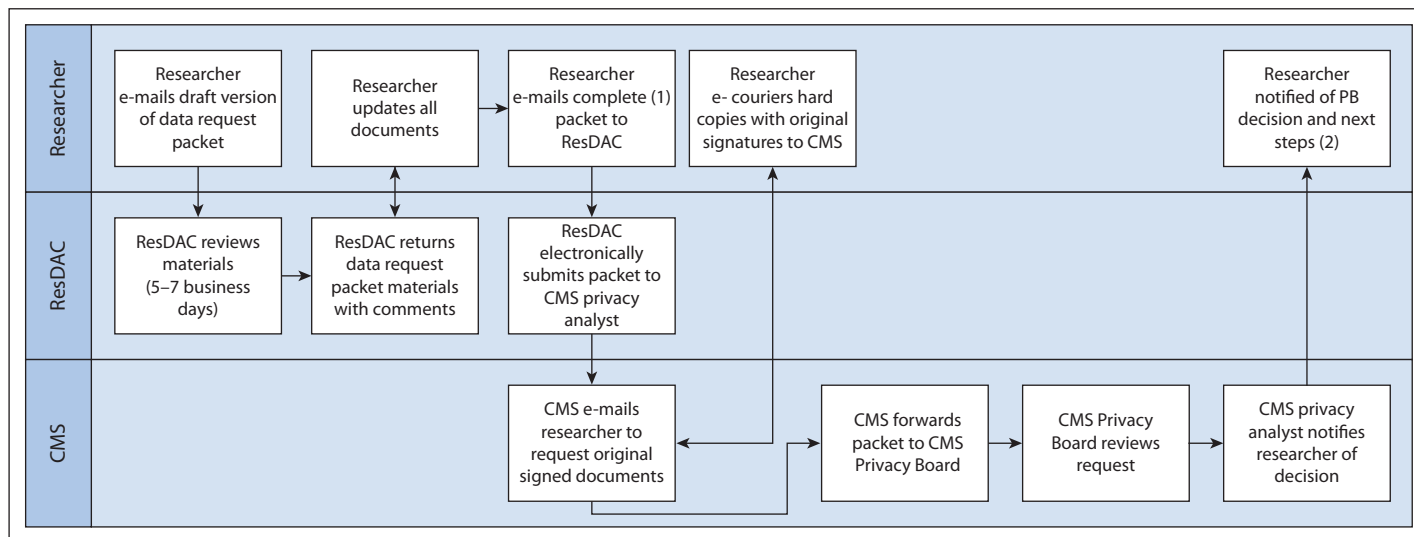 Researcher
Researcher
e-mails draft version
of data request
packet
Researcher
updates all
documents
Researcher
e-mails complete (1)
packet to
ResDAC
Researcher
e- couriers hard
copies with original
signatures to CMS
Researcher
notified of PB
decision and next
steps (2)
ResDAC
ResDAC reviews
materials
(5–7 business
days)
ResDAC returns
data request
packet materials
with comments
ResDAC
electronically
submits packet to
CMS privacy
analyst
CMS
CMS e-mails
researcher to
request original
signed documents
CMS forwards
packet to CMS
Privacy Board
CMS Privacy
Board reviews
request
CMS privacy
analyst notifies
researcher of
decision